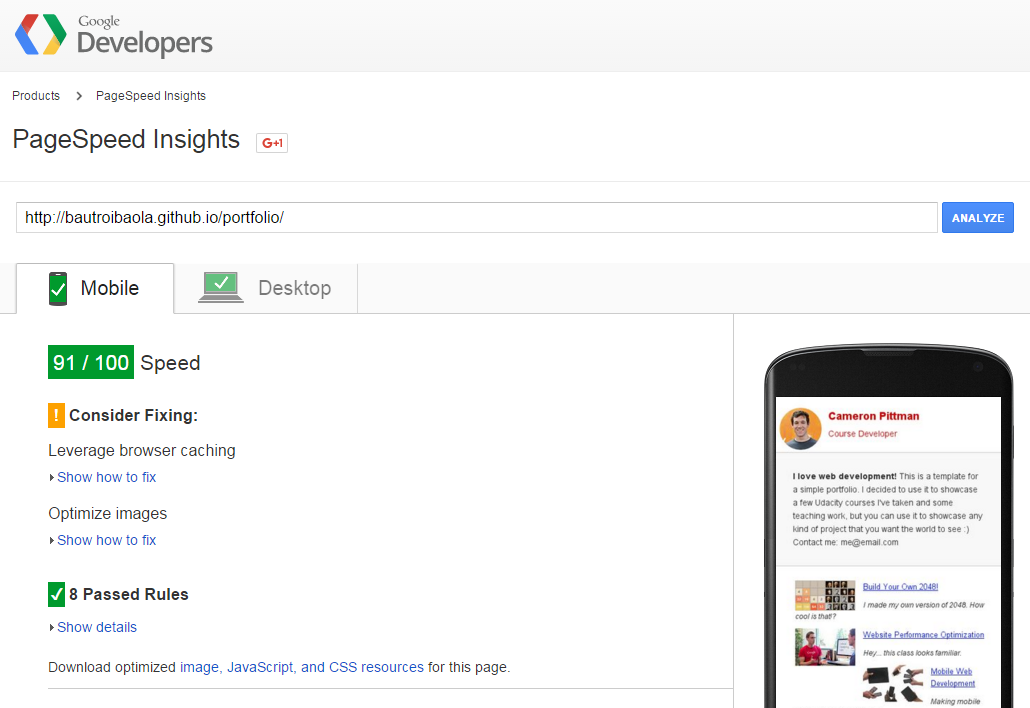 Google
Developers
Products > PageSpeed Insights
PageSpeed Insights G+1
http://bautroibaola.github.io/portfolio/ ANALYZE
Mobile Desktop
91 / 100 Speed
! Consider Fixing:
Leverage browser caching
Show how to fix
Optimize images
Show how to fix
8 Passed Rules
Show details
Download optimized image, JavaScript, and CSS resources for this page.
Cameron Pittman
Course Developer
I love web development! This is a template for
a simple portfolio. I decided to use it to showcase
a few Udacity courses I've taken and some
teaching work, but you can use it to showcase any
kind of project that you want the world to see :)
Contact me: me@email.com
Build Your Own 2048!
I made my own version of 2048. How
cool is that!?
Website Performance Optimization
Hey... this class looks familiar.
Mobile Web
Development
Making mobile